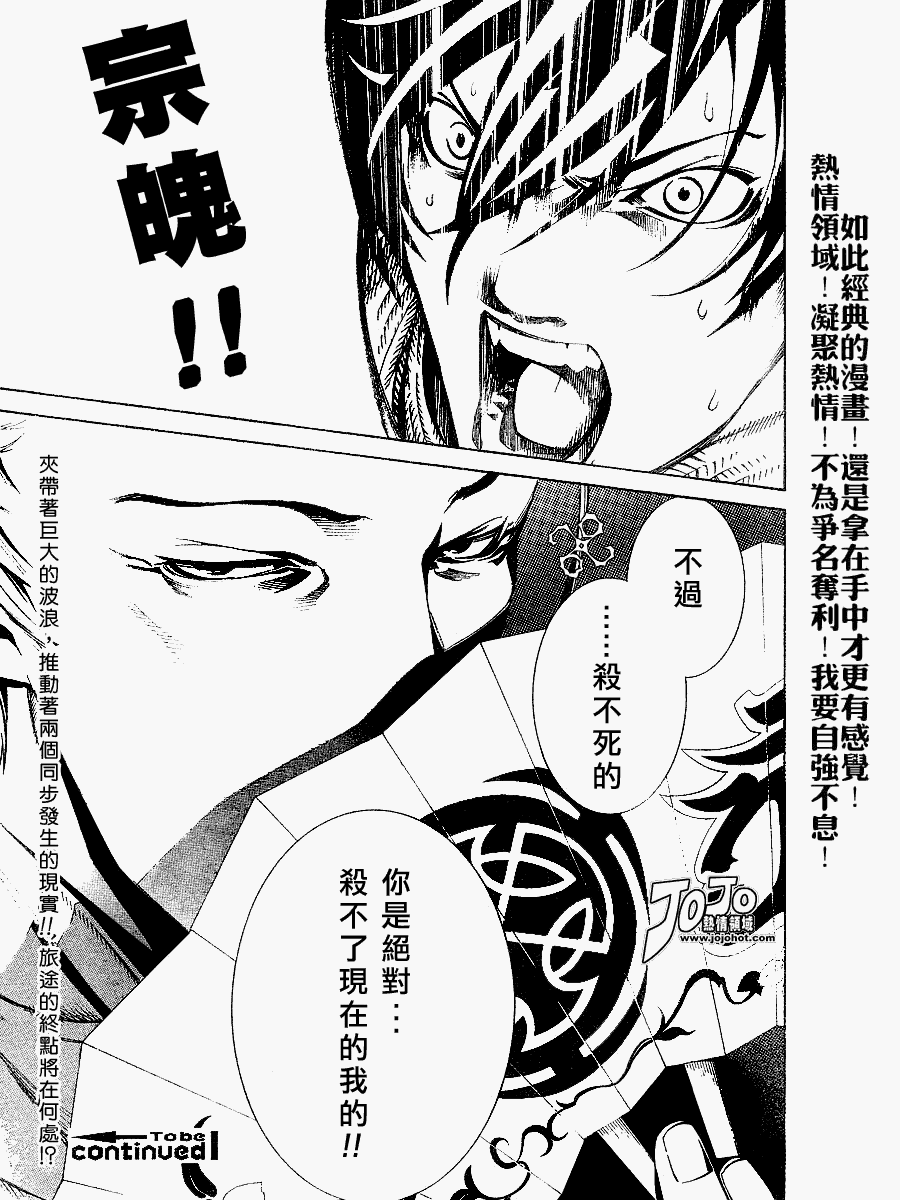 如此經典的漫畫！還是拿在手中才更有感覺！
熱情領域！凝聚熱情！不為爭名奪利！我要自強不息！
宗魄!!
不過
……殺不死的
你是絕對…
殺不了現在的我的!!
JOJO
熱情領域
www.jojohot.com
夾帶著巨大的波浪，推動著兩個同步發生的現實!!旅途的終點將在何處!?
To be
continued